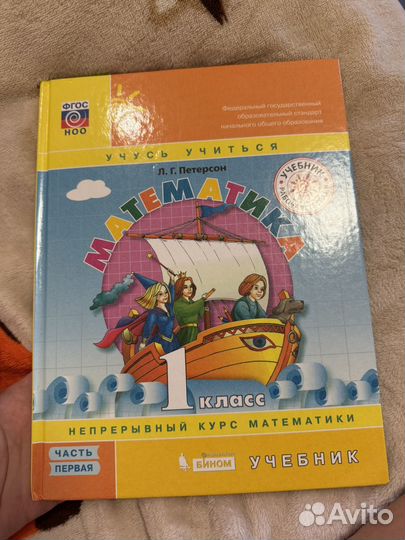 ФГОС
НОО
Федеральный государственный
образовательный стандарт
начального общего образования
УЧУСЬ УЧИТЬСЯ
Л. Г. Петерсон
УЧЕБНИК
МАТЕМАТИКА
1 класс
НЕПРЕРЫВНЫЙ КУРС МАТЕМАТИКИ
ЧАСТЬ
ПЕРВАЯ
БИНОМ
УЧЕБНИК
Avito